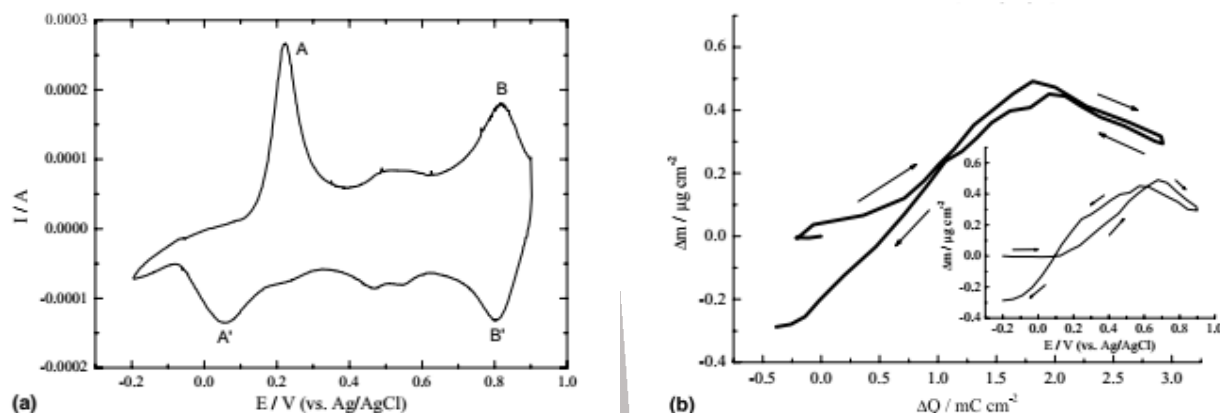 0.0003
0.0002
0.0001
0.0000
-0.0001
-0.0002
I / A
A
B
A'
B'
-0.2 0.0 0.2 0.4 0.6 0.8 1.0
E / V (vs. Ag/AgCl)
(a)
0.6
0.4
0.2
0.0
-0.2
-0.4
Δm / μg cm-2
0.6
0.4
0.2
0.0
-0.2
-0.4
Δm / μg cm-2
-0.2 0.0 0.2 0.4 0.6 0.8
E / V (vs. Ag/AgCl)
-0.5 0.0 0.5 1.0 1.5 2.0 2.5 3.0
ΔQ / mC cm-2
(b)